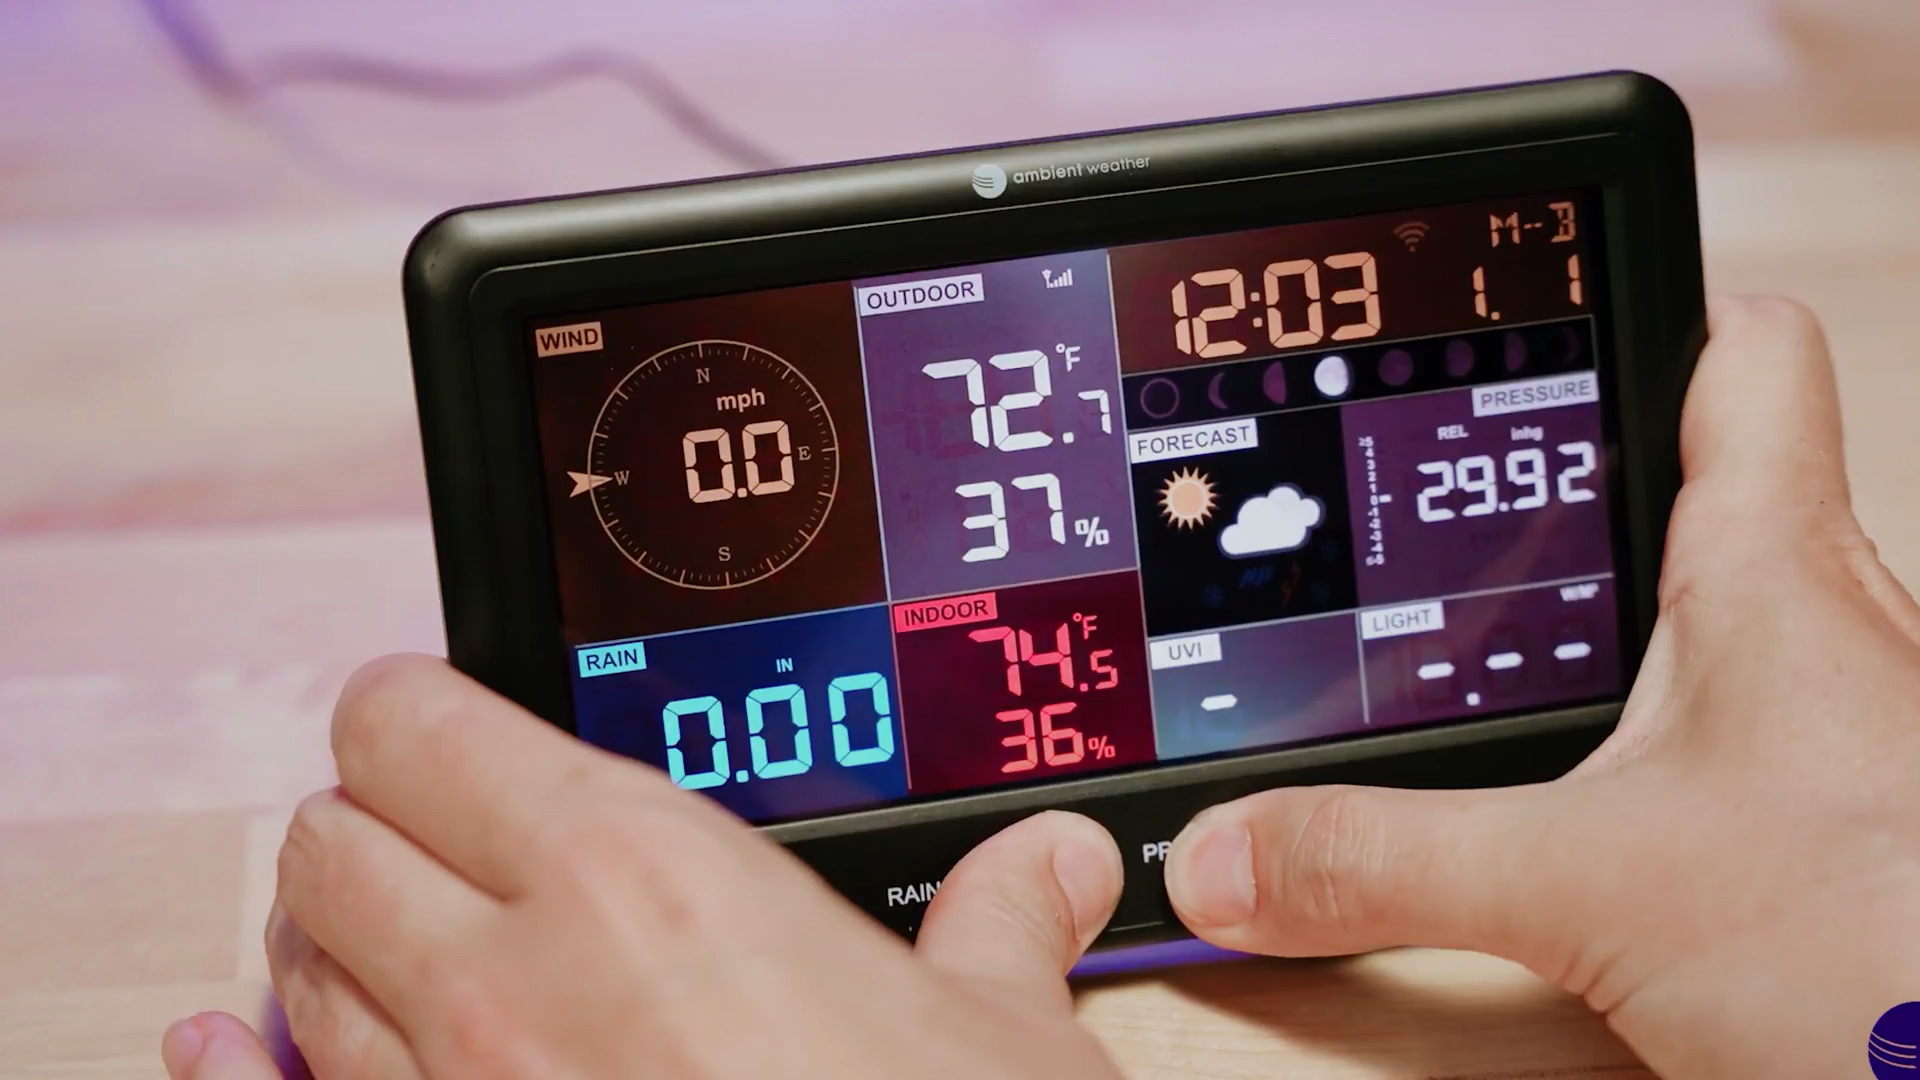 ambient weather
WIND
N
mph
0.0
E
W
S
OUTDOOR
72.7 °F
37 %
12:03
M--D
1. 1
FORECAST
PRESSURE
REL inhg
29.92
RAIN
IN
0.00
INDOOR
74.5 °F
36 %
UVI
-
LIGHT
W/M²
--.-
RAIN